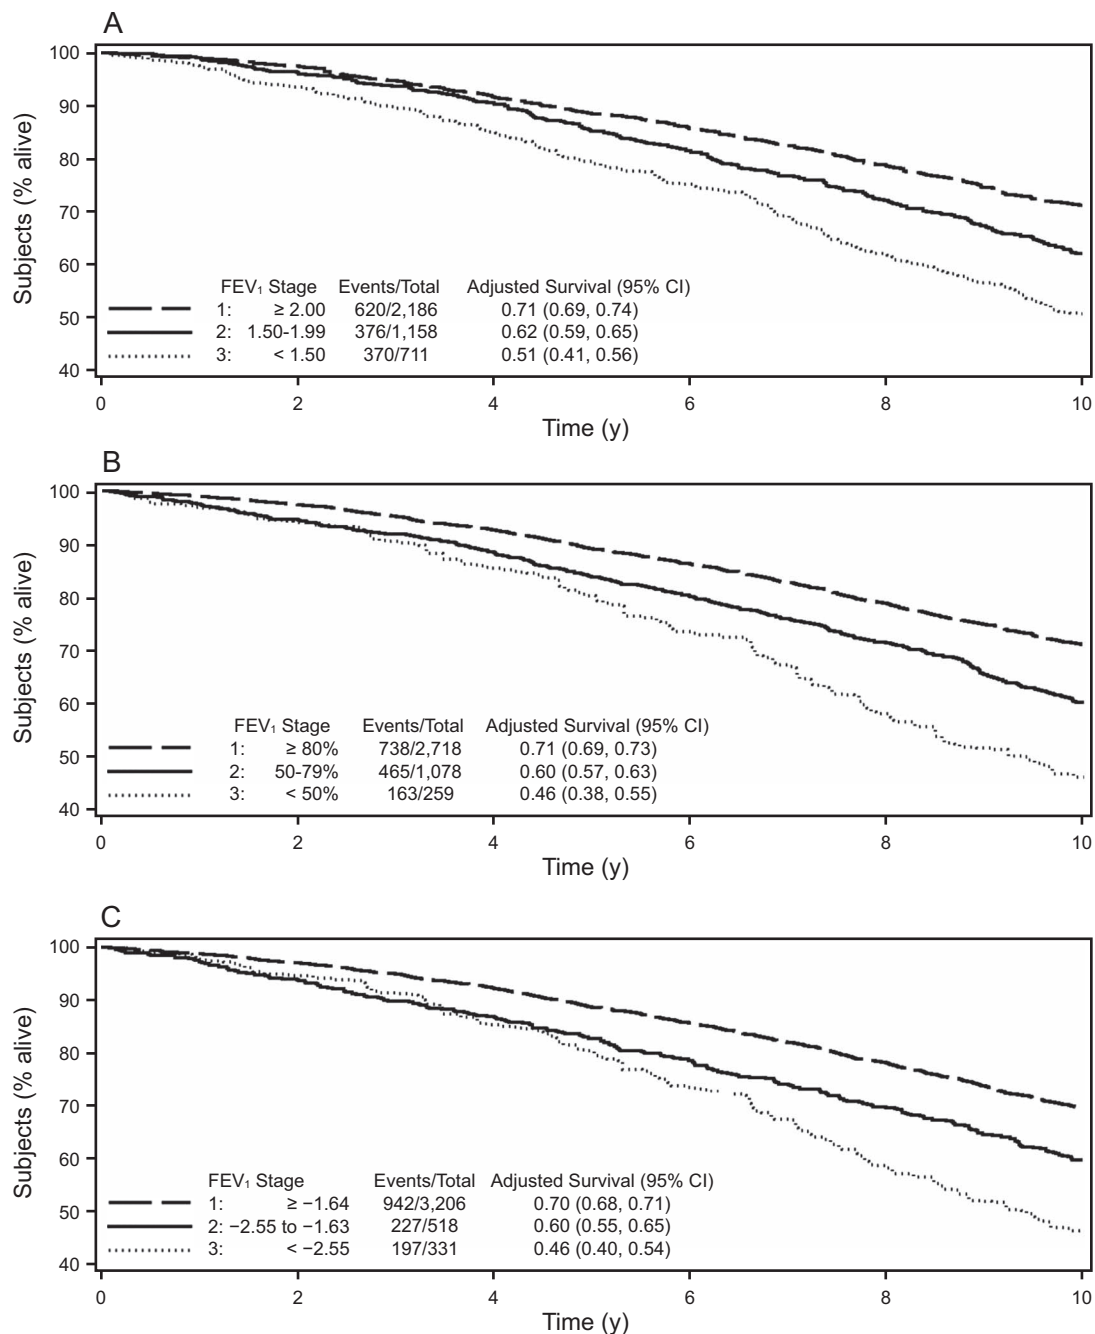 A
Subjects (% alive)
100
90
80
70
60
50
40
FEV₁ Stage Events/Total Adjusted Survival (95% CI)
1: ≥ 2.00 620/2,186 0.71 (0.69, 0.74)
2: 1.50-1.99 376/1,158 0.62 (0.59, 0.65)
3: < 1.50 370/711 0.51 (0.41, 0.56)
0 2 4 6 8 10
Time (y)
B
Subjects (% alive)
100
90
80
70
60
50
40
FEV₁ Stage Events/Total Adjusted Survival (95% CI)
1: ≥ 80% 738/2,718 0.71 (0.69, 0.73)
2: 50-79% 465/1,078 0.60 (0.57, 0.63)
3: < 50% 163/259 0.46 (0.38, 0.55)
0 2 4 6 8 10
Time (y)
C
Subjects (% alive)
100
90
80
70
60
50
40
FEV₁ Stage Events/Total Adjusted Survival (95% CI)
1: ≥ −1.64 942/3,206 0.70 (0.68, 0.71)
2: −2.55 to −1.63 227/518 0.60 (0.55, 0.65)
3: < −2.55 197/331 0.46 (0.40, 0.54)
0 2 4 6 8 10
Time (y)